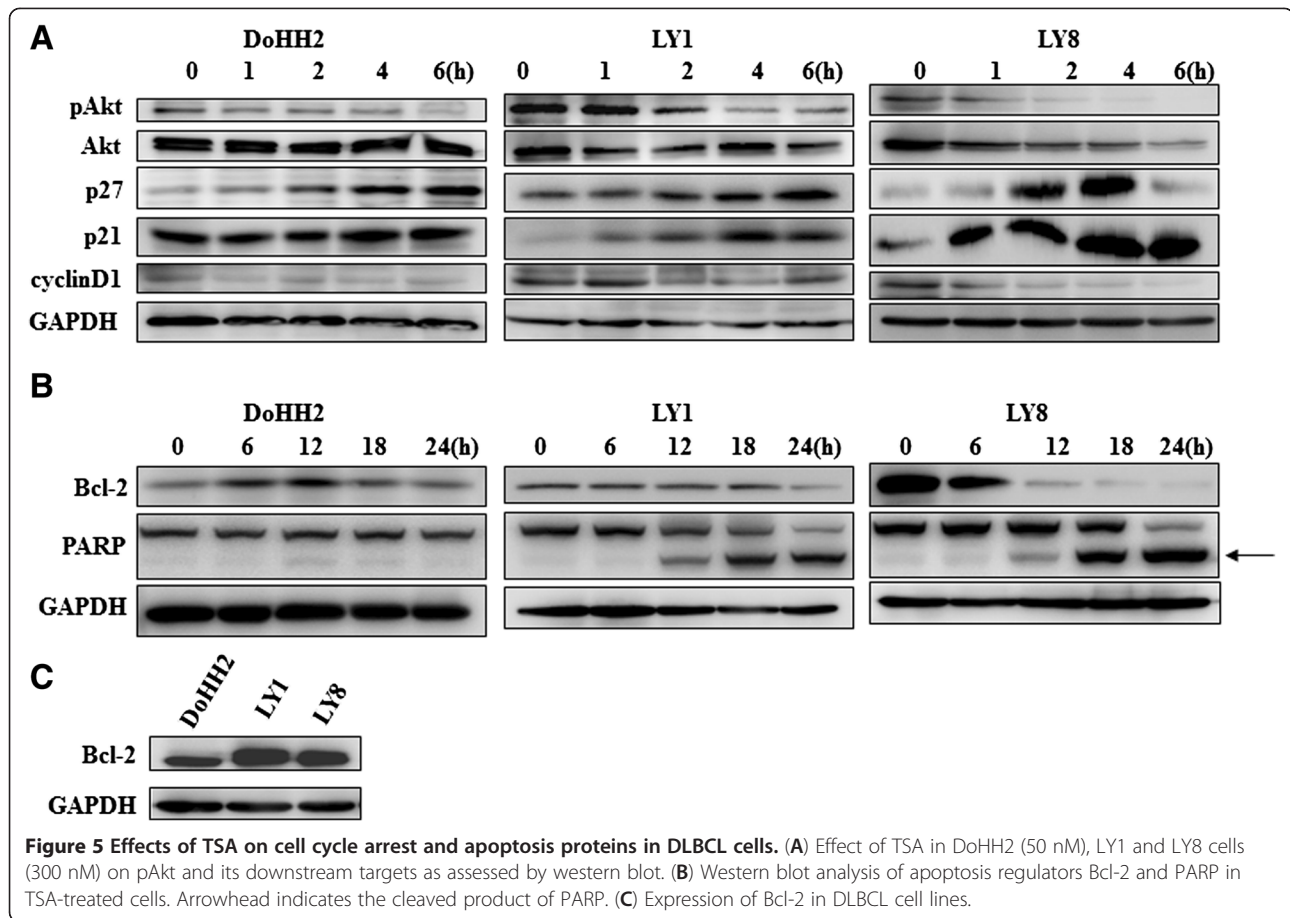 A
DoHH2 LY1 LY8
0 1 2 4 6(h) 0 1 2 4 6(h) 0 1 2 4 6(h)
pAkt
Akt
p27
p21
cyclinD1
GAPDH
B
DoHH2 LY1 LY8
0 6 12 18 24(h) 0 6 12 18 24(h) 0 6 12 18 24(h)
Bcl-2
PARP
GAPDH
C
DoHH2 LY1 LY8
Bcl-2
GAPDH
Figure 5 Effects of TSA on cell cycle arrest and apoptosis proteins in DLBCL cells. (A) Effect of TSA in DoHH2 (50 nM), LY1 and LY8 cells
(300 nM) on pAkt and its downstream targets as assessed by western blot. (B) Western blot analysis of apoptosis regulators Bcl-2 and PARP in
TSA-treated cells. Arrowhead indicates the cleaved product of PARP. (C) Expression of Bcl-2 in DLBCL cell lines.